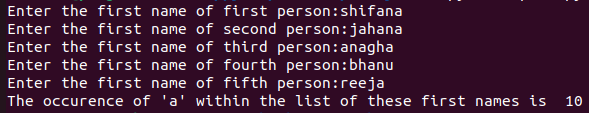 Enter the first name of first person:shifana
Enter the first name of second person:jahana
Enter the first name of third person:anagha
Enter the first name of fourth person:bhanu
Enter the first name of fifth person:reeja
The occurence of 'a' within the list of these first names is  10